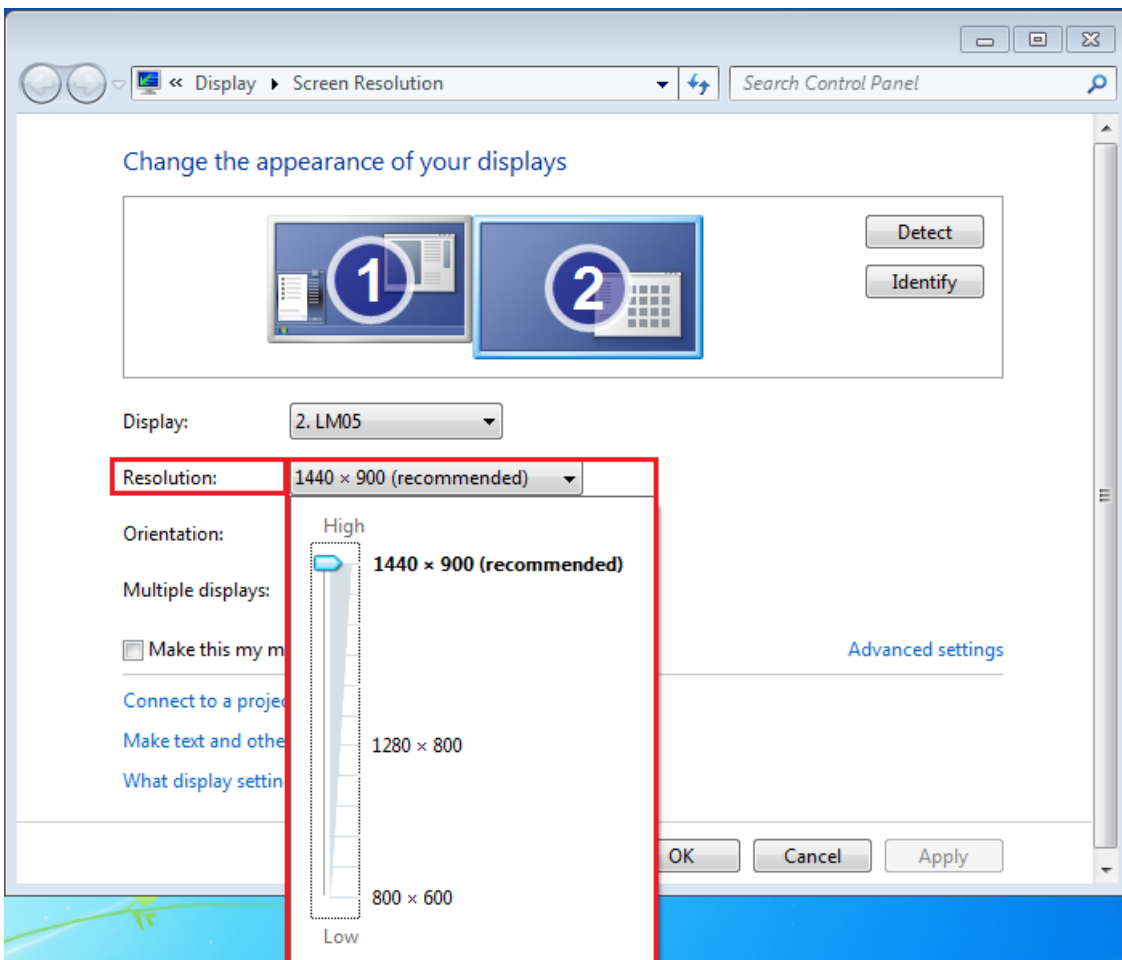 « Display ▸ Screen Resolution
Search Control Panel
Change the appearance of your displays
1
2
Detect
Identify
Display:
2. LM05
Resolution:
1440 × 900 (recommended)
Orientation:
High
1440 × 900 (recommended)
Multiple displays:
Make this my m
Advanced settings
Connect to a projec
Make text and othe
1280 × 800
What display settin
OK
Cancel
Apply
800 × 600
Low